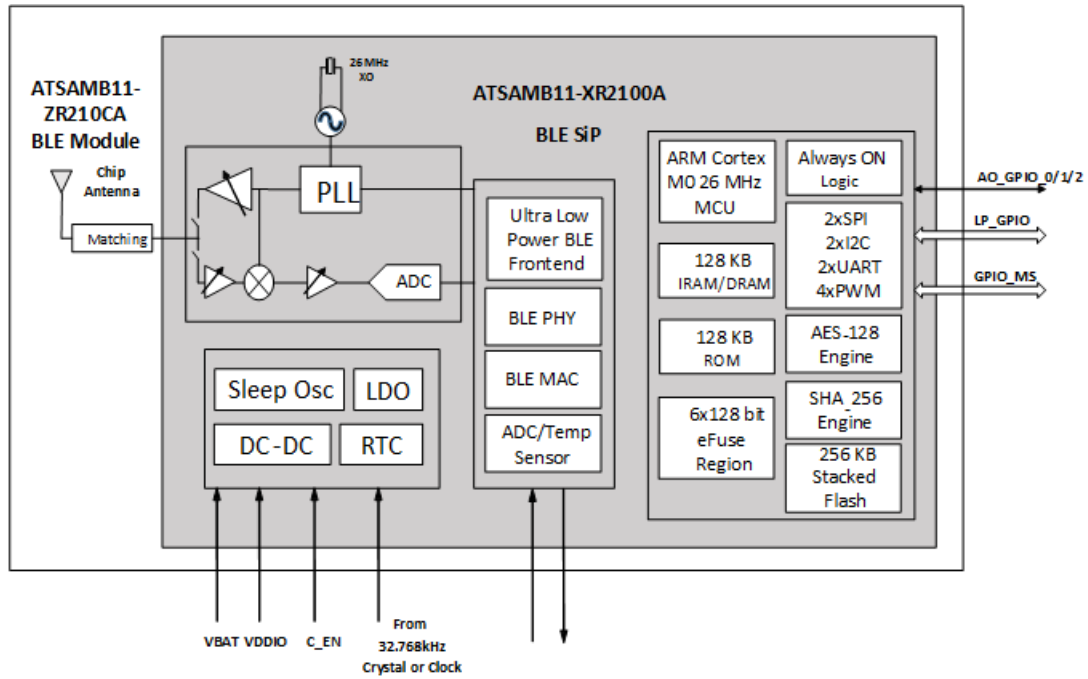 26 MHz
XO
ATSAMB11-
ZR210CA
BLE Module
ATSAMB11-XR2100A
BLE SiP
Chip
Antenna
Matching
PLL
ADC
Ultra Low
Power BLE
Frontend
BLE PHY
BLE MAC
ADC/Temp
Sensor
ARM Cortex
M0 26 MHz
MCU
128 KB
IRAM/DRAM
128 KB
ROM
6x128 bit
eFuse
Region
Always ON
Logic
2xSPI
2xI2C
2xUART
4xPWM
AES-128
Engine
SHA_256
Engine
256 KB
Stacked
Flash
AO_GPIO_0/1/2
LP_GPIO
GPIO_MS
Sleep Osc
LDO
DC-DC
RTC
VBAT
VDDIO
C_EN
From
32.768kHz
Crystal or Clock